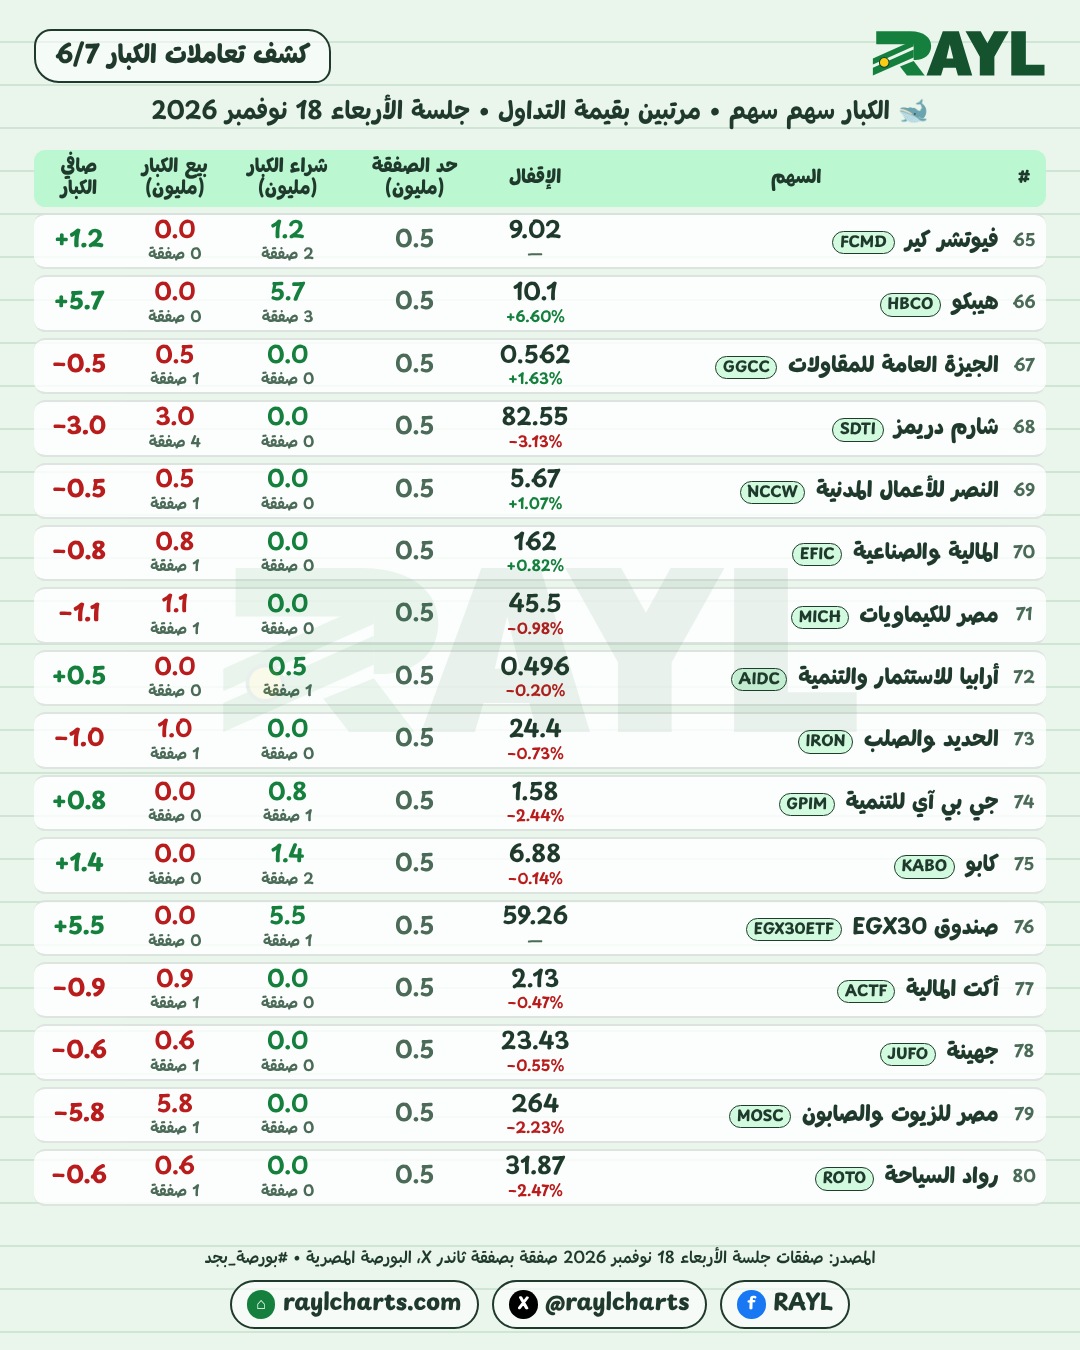 RAYL
كشف تعاملات الكبار 6/7
الكبار سهم سهم • مرتبين بقيمة التداول • جلسة الأربعاء 18 نوفمبر 2026
# السهم الإقفال حد الصفقة (مليون) شراء الكبار (مليون) بيع الكبار (مليون) صافي الكبار
65 فيوتشر كير FCMD 9.02 — 0.5 1.2 2 صفقة 0.0 0 صفقة +1.2
66 هيبكو HBCO 10.1 +6.60% 0.5 5.7 3 صفقة 0.0 0 صفقة +5.7
67 الجيزة العامة للمقاولات GGCC 0.562 +1.63% 0.5 0.0 0 صفقة 0.5 1 صفقة −0.5
68 شارم دريمز SDTI 82.55 −3.13% 0.5 0.0 0 صفقة 3.0 4 صفقة −3.0
69 النصر للأعمال المدنية NCCW 5.67 +1.07% 0.5 0.0 0 صفقة 0.5 1 صفقة −0.5
70 المالية والصناعية EFIC 162 +0.82% 0.5 0.0 0 صفقة 0.8 1 صفقة −0.8
71 مصر للكيماويات MICH 45.5 −0.98% 0.5 0.0 0 صفقة 1.1 1 صفقة −1.1
72 أرابيا للاستثمار والتنمية AIDC 0.496 −0.20% 0.5 0.5 1 صفقة 0.0 0 صفقة +0.5
73 الحديد والصلب IRON 24.4 −0.73% 0.5 0.0 0 صفقة 1.0 1 صفقة −1.0
74 جي بي آي للتنمية GPIM 1.58 −2.44% 0.5 0.8 1 صفقة 0.0 0 صفقة +0.8
75 كابو KABO 6.88 −0.14% 0.5 1.4 2 صفقة 0.0 0 صفقة +1.4
76 صندوق EGX30 EGX30ETF 59.26 — 0.5 5.5 1 صفقة 0.0 0 صفقة +5.5
77 أكت المالية ACTF 2.13 −0.47% 0.5 0.0 0 صفقة 0.9 1 صفقة −0.9
78 جهينة JUFO 23.43 −0.55% 0.5 0.0 0 صفقة 0.6 1 صفقة −0.6
79 مصر للزيوت والصابون MOSC 264 −2.23% 0.5 0.0 0 صفقة 5.8 1 صفقة −5.8
80 رواد السياحة ROTO 31.87 −2.47% 0.5 0.0 0 صفقة 0.6 1 صفقة −0.6
المصدر: صفقات جلسة الأربعاء 18 نوفمبر 2026 صفقة بصفقة ثاندر X، البورصة المصرية • #بورصة_بجد
raylcharts.com @raylcharts RAYL